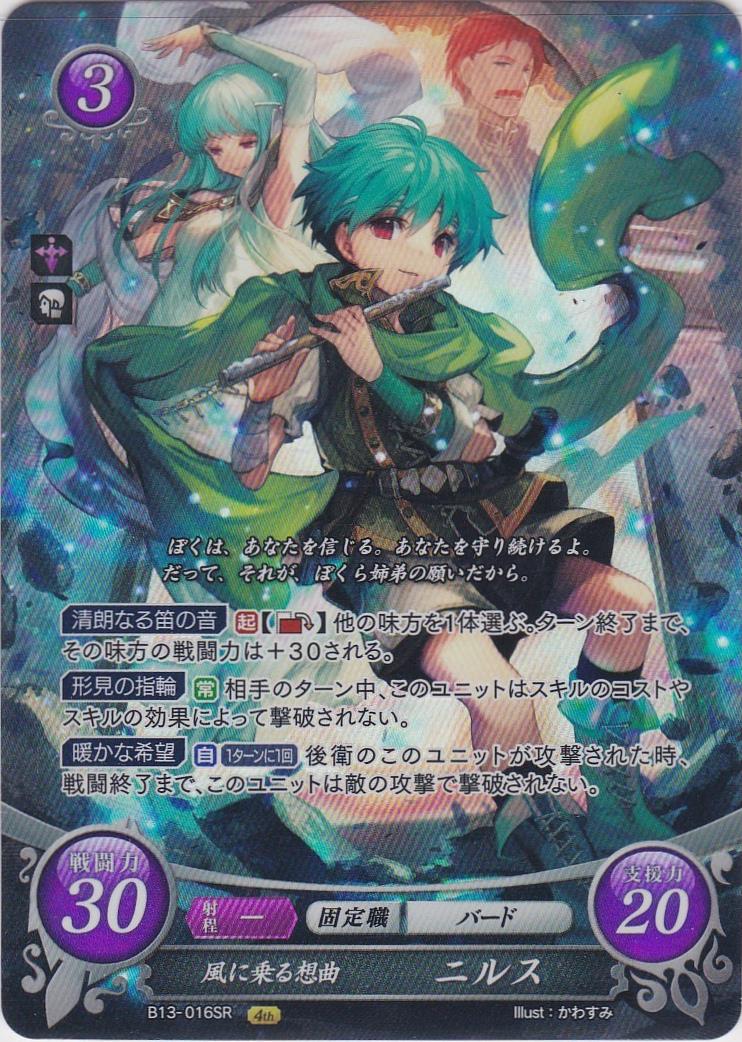 3
ぼくは、あなたを信じる。あなたを守り続けるよ。
だって、それが、ぼくら姉弟の願いだから。
清朗なる笛の音 起【】他の味方を1体選ぶ。ターン終了まで、
その味方の戦闘力は＋30される。
形見の指輪 常 相手のターン中、このユニットはスキルのコストや
スキルの効果によって撃破されない。
暖かな希望 自 1ターンに1回 後衛のこのユニットが攻撃された時、
戦闘終了まで、このユニットは敵の攻撃で撃破されない。
戦闘力
30
射程 －
固定職 バード
支援力
20
風に乗る想曲 ニルス
B13-016SR 4th
Illust：かわすみ